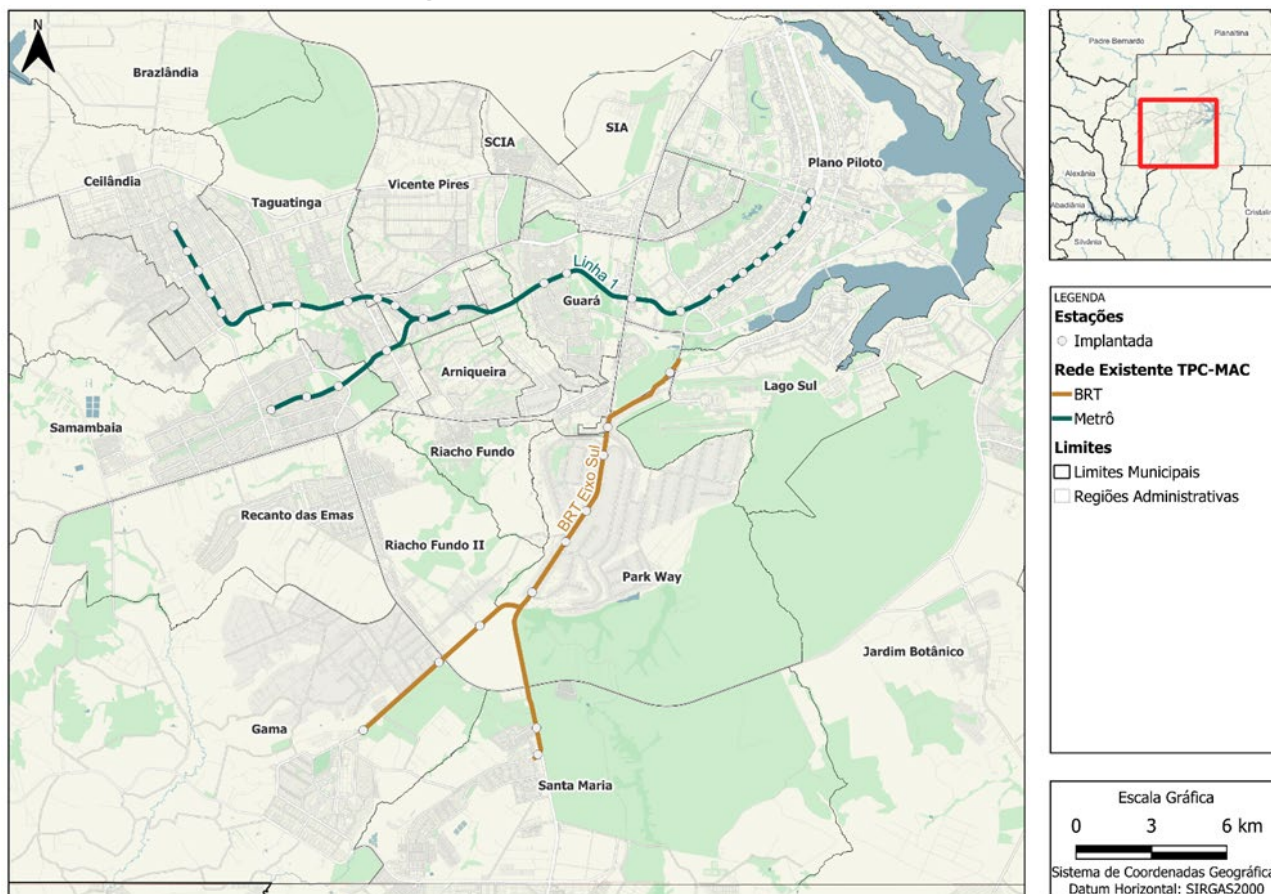 N
Brazlândia
SCIA
SIA
Plano Piloto
Ceilândia
Vicente Pires
Taguatinga
Linha 1
Guará
Arniqueira
Lago Sul
Samambaia
Riacho Fundo
BRT Eixo Sul
Recanto das Emas
Riacho Fundo II
Park Way
Jardim Botânico
Gama
Santa Maria
Padre Bernardo
Planaltina
Alexânia
Abadiânia
Silvânia
Cristalin
LEGENDA
Estações
Implantada
Rede Existente TPC-MAC
BRT
Metrô
Limites
Limites Municipais
Regiões Administrativas
Escala Gráfica
0 3 6 km
Sistema de Coordenadas Geográfica
Datum Horizontal: SIRGAS2000